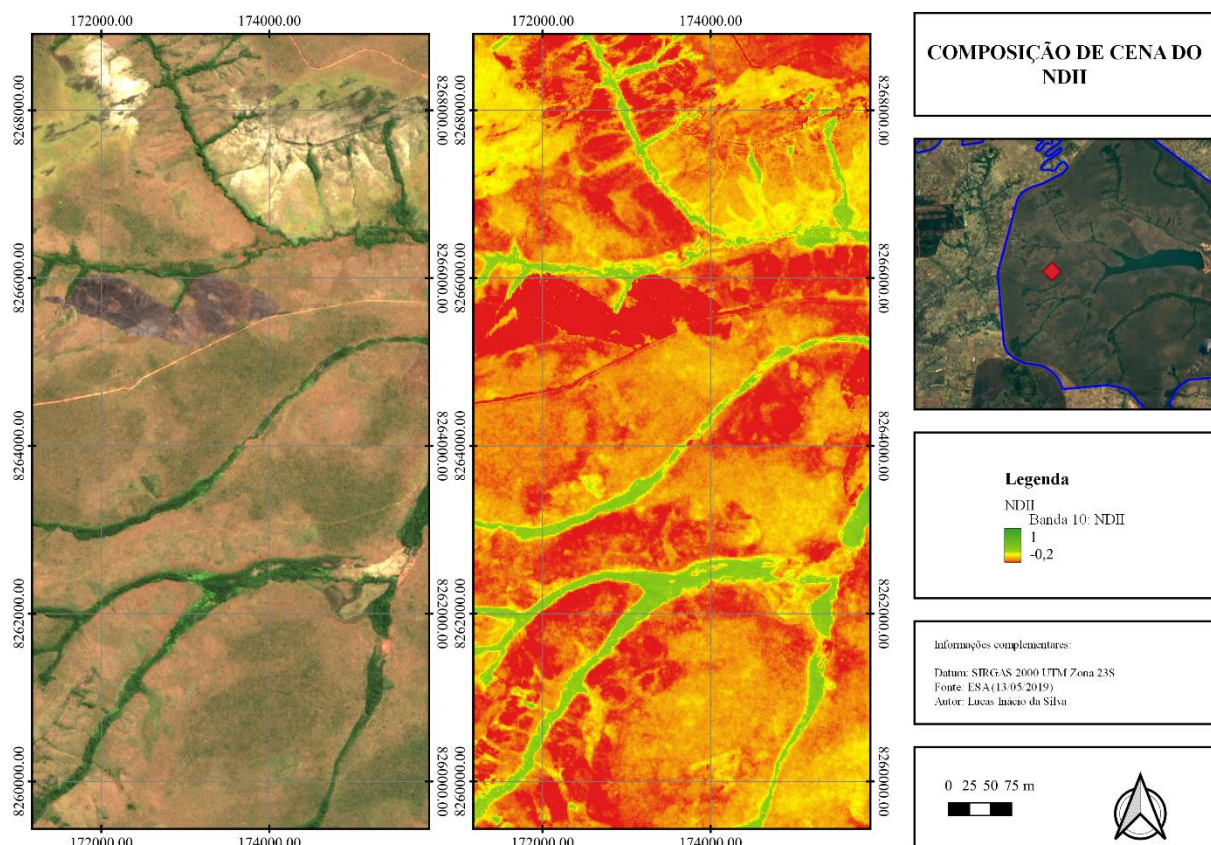 172000.00 174000.00 172000.00 174000.00
8268000.00 8268000.00 8268000.00
8266000.00 8266000.00 8266000.00
8264000.00 8264000.00 8264000.00
8262000.00 8262000.00 8262000.00
8260000.00 8260000.00 8260000.00
172000.00 174000.00 172000.00 174000.00
COMPOSIÇÃO DE CENA DO
NDII
Legenda
NDII
Banda 10: NDII
1
-0,2
Informações complementares:
Datum: SIRGAS 2000 UTM Zona 23S
Fonte: ESA (13/05/2019)
Autor: Lucas Inácio da Silva
0 25 50 75 m